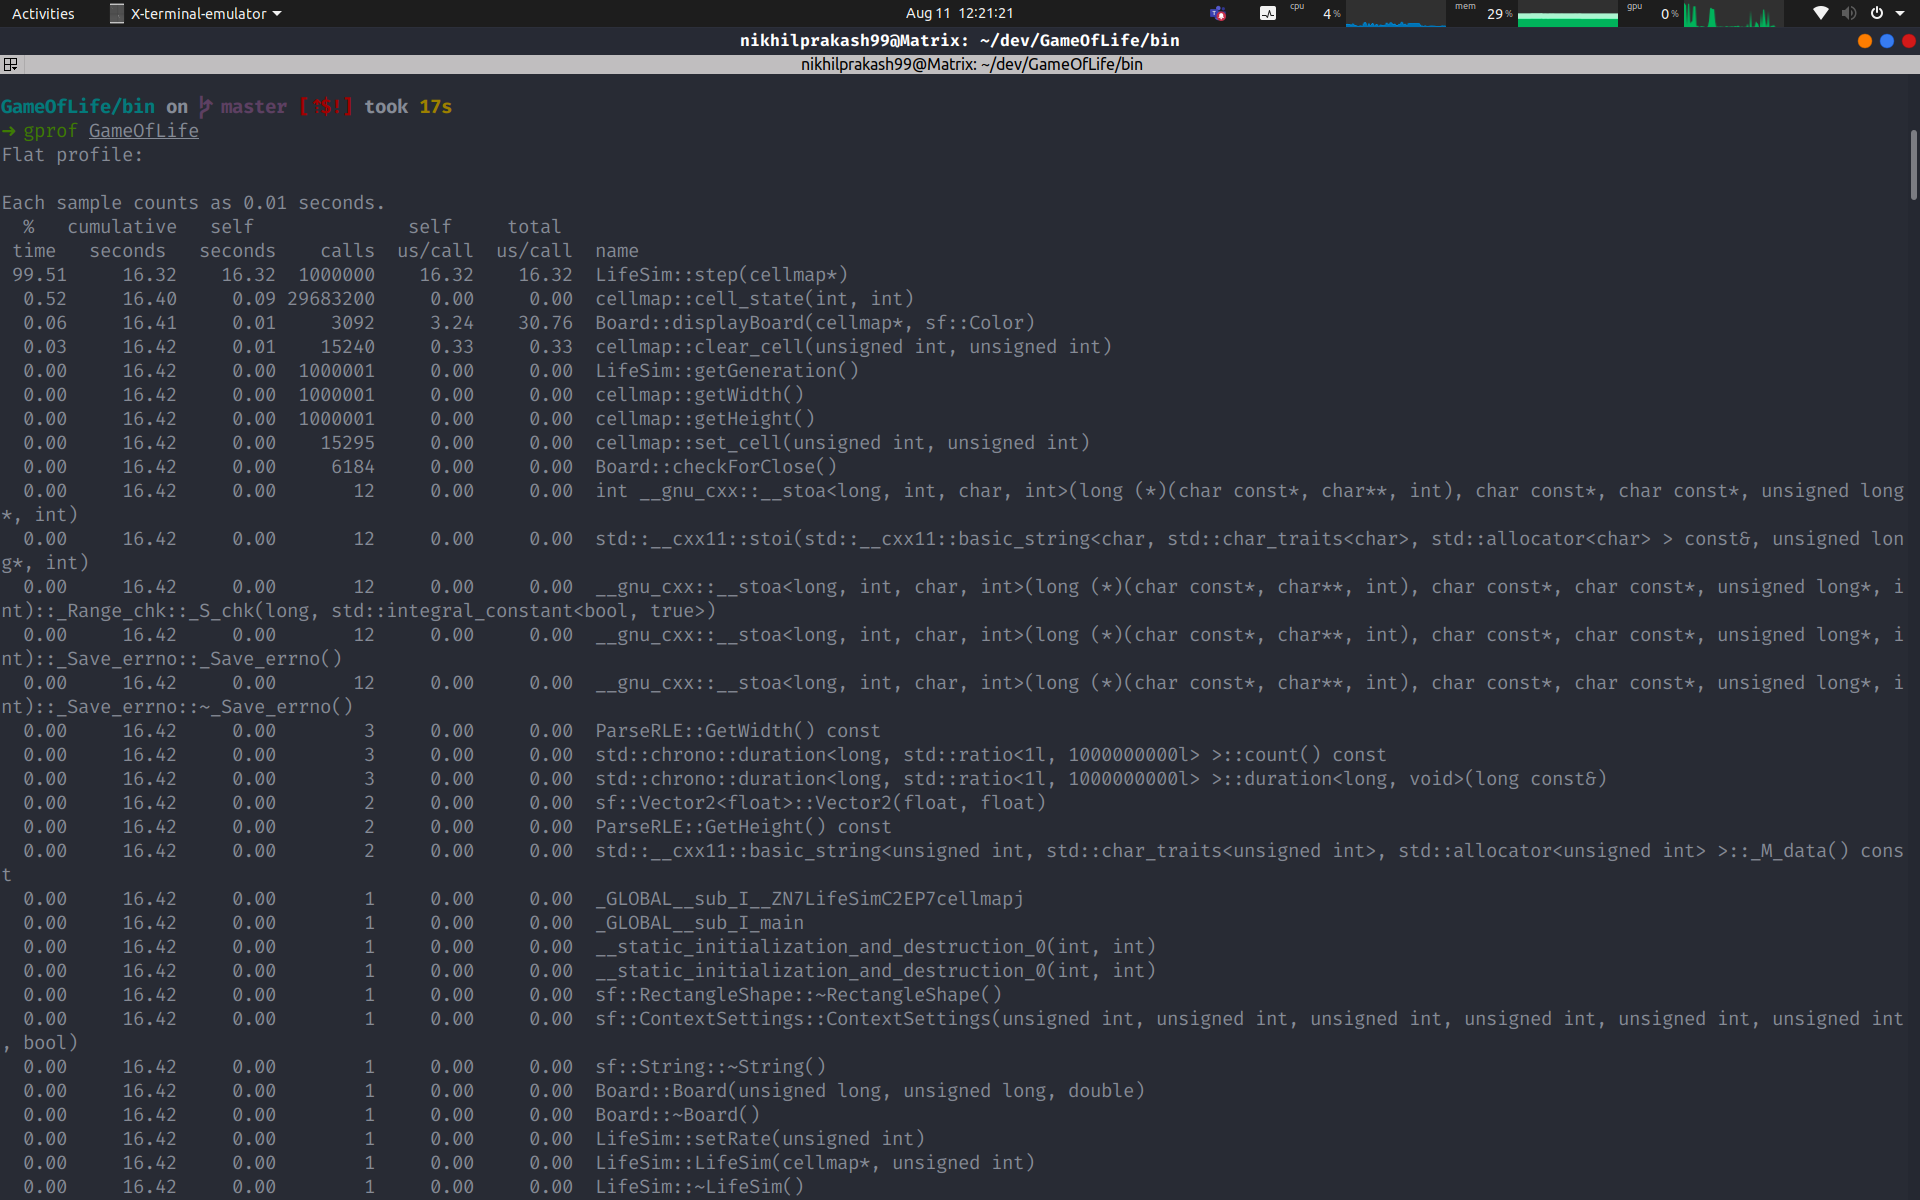 Activities X-terminal-emulator Aug 11 12:21:21 cpu 4% mem 29% gpu 0%
nikhilprakash99@Matrix: ~/dev/GameOfLife/bin
nikhilprakash99@Matrix: ~/dev/GameOfLife/bin
GameOfLife/bin on master [⇡$!] took 17s
➜ gprof GameOfLife
Flat profile:
Each sample counts as 0.01 seconds.
% cumulative self self total
time seconds seconds calls us/call us/call name
99.51 16.32 16.32 1000000 16.32 16.32 LifeSim::step(cellmap*)
0.52 16.40 0.09 29683200 0.00 0.00 cellmap::cell_state(int, int)
0.06 16.41 0.01 3092 3.24 30.76 Board::displayBoard(cellmap*, sf::Color)
0.03 16.42 0.01 15240 0.33 0.33 cellmap::clear_cell(unsigned int, unsigned int)
0.00 16.42 0.00 1000001 0.00 0.00 LifeSim::getGeneration()
0.00 16.42 0.00 1000001 0.00 0.00 cellmap::getWidth()
0.00 16.42 0.00 1000001 0.00 0.00 cellmap::getHeight()
0.00 16.42 0.00 15295 0.00 0.00 cellmap::set_cell(unsigned int, unsigned int)
0.00 16.42 0.00 6184 0.00 0.00 Board::checkForClose()
0.00 16.42 0.00 12 0.00 0.00 int __gnu_cxx::__stoa<long, int, char, int>(long (*)(char const*, char**, int), char const*, char const*, unsigned long
*, int)
0.00 16.42 0.00 12 0.00 0.00 std::__cxx11::stoi(std::__cxx11::basic_string<char, std::char_traits<char>, std::allocator<char> > const&, unsigned lon
g*, int)
0.00 16.42 0.00 12 0.00 0.00 __gnu_cxx::__stoa<long, int, char, int>(long (*)(char const*, char**, int), char const*, char const*, unsigned long*, i
nt)::_Range_chk::_S_chk(long, std::integral_constant<bool, true>)
0.00 16.42 0.00 12 0.00 0.00 __gnu_cxx::__stoa<long, int, char, int>(long (*)(char const*, char**, int), char const*, char const*, unsigned long*, i
nt)::_Save_errno::_Save_errno()
0.00 16.42 0.00 12 0.00 0.00 __gnu_cxx::__stoa<long, int, char, int>(long (*)(char const*, char**, int), char const*, char const*, unsigned long*, i
nt)::_Save_errno::~_Save_errno()
0.00 16.42 0.00 3 0.00 0.00 ParseRLE::GetWidth() const
0.00 16.42 0.00 3 0.00 0.00 std::chrono::duration<long, std::ratio<1l, 1000000000l> >::count() const
0.00 16.42 0.00 3 0.00 0.00 std::chrono::duration<long, std::ratio<1l, 1000000000l> >::duration<long, void>(long const&)
0.00 16.42 0.00 2 0.00 0.00 sf::Vector2<float>::Vector2(float, float)
0.00 16.42 0.00 2 0.00 0.00 ParseRLE::GetHeight() const
0.00 16.42 0.00 2 0.00 0.00 std::__cxx11::basic_string<unsigned int, std::char_traits<unsigned int>, std::allocator<unsigned int> >::_M_data() cons
t
0.00 16.42 0.00 1 0.00 0.00 _GLOBAL__sub_I__ZN7LifeSimC2EP7cellmapj
0.00 16.42 0.00 1 0.00 0.00 _GLOBAL__sub_I_main
0.00 16.42 0.00 1 0.00 0.00 __static_initialization_and_destruction_0(int, int)
0.00 16.42 0.00 1 0.00 0.00 __static_initialization_and_destruction_0(int, int)
0.00 16.42 0.00 1 0.00 0.00 sf::RectangleShape::~RectangleShape()
0.00 16.42 0.00 1 0.00 0.00 sf::ContextSettings::ContextSettings(unsigned int, unsigned int, unsigned int, unsigned int, unsigned int, unsigned int
, bool)
0.00 16.42 0.00 1 0.00 0.00 sf::String::~String()
0.00 16.42 0.00 1 0.00 0.00 Board::Board(unsigned long, unsigned long, double)
0.00 16.42 0.00 1 0.00 0.00 Board::~Board()
0.00 16.42 0.00 1 0.00 0.00 LifeSim::setRate(unsigned int)
0.00 16.42 0.00 1 0.00 0.00 LifeSim::LifeSim(cellmap*, unsigned int)
0.00 16.42 0.00 1 0.00 0.00 LifeSim::~LifeSim()